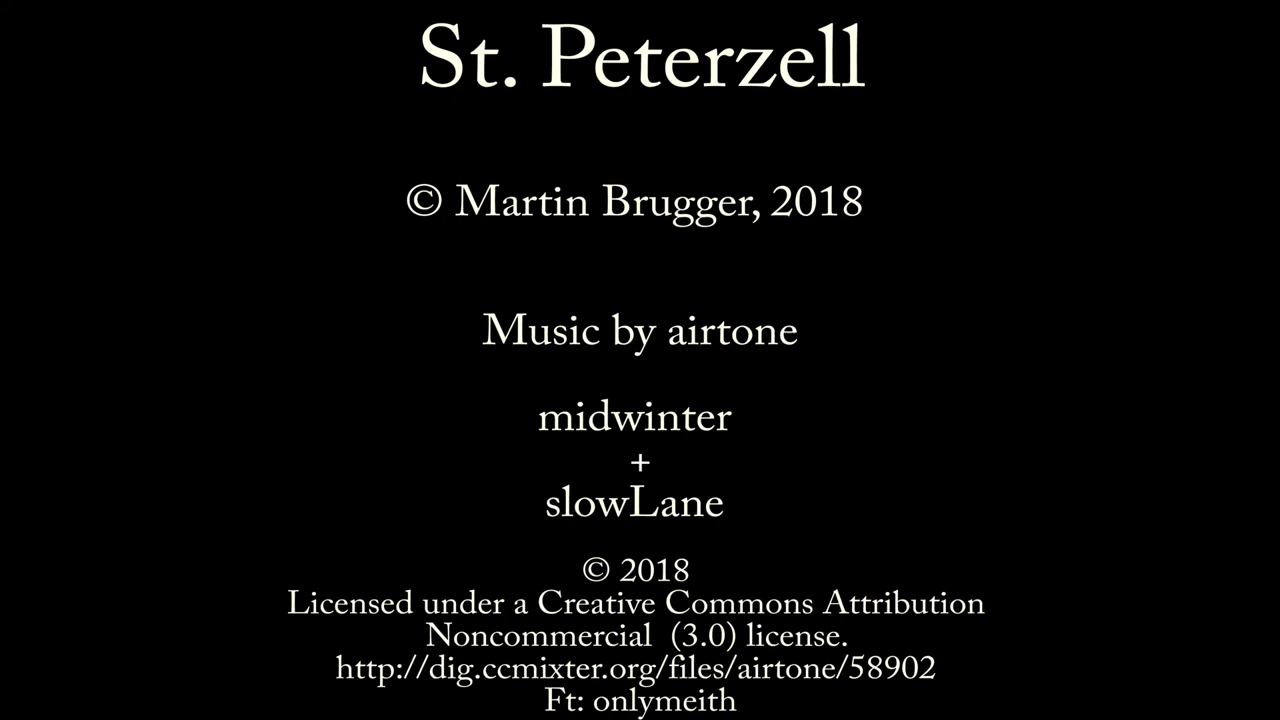 St. Peterzell
© Martin Brugger, 2018
Music by airtone
midwinter
+
slowLane
© 2018
Licensed under a Creative Commons Attribution
Noncommercial (3.0) license.
http://dig.ccmixter.org/files/airtone/58902
Ft: onlymeith